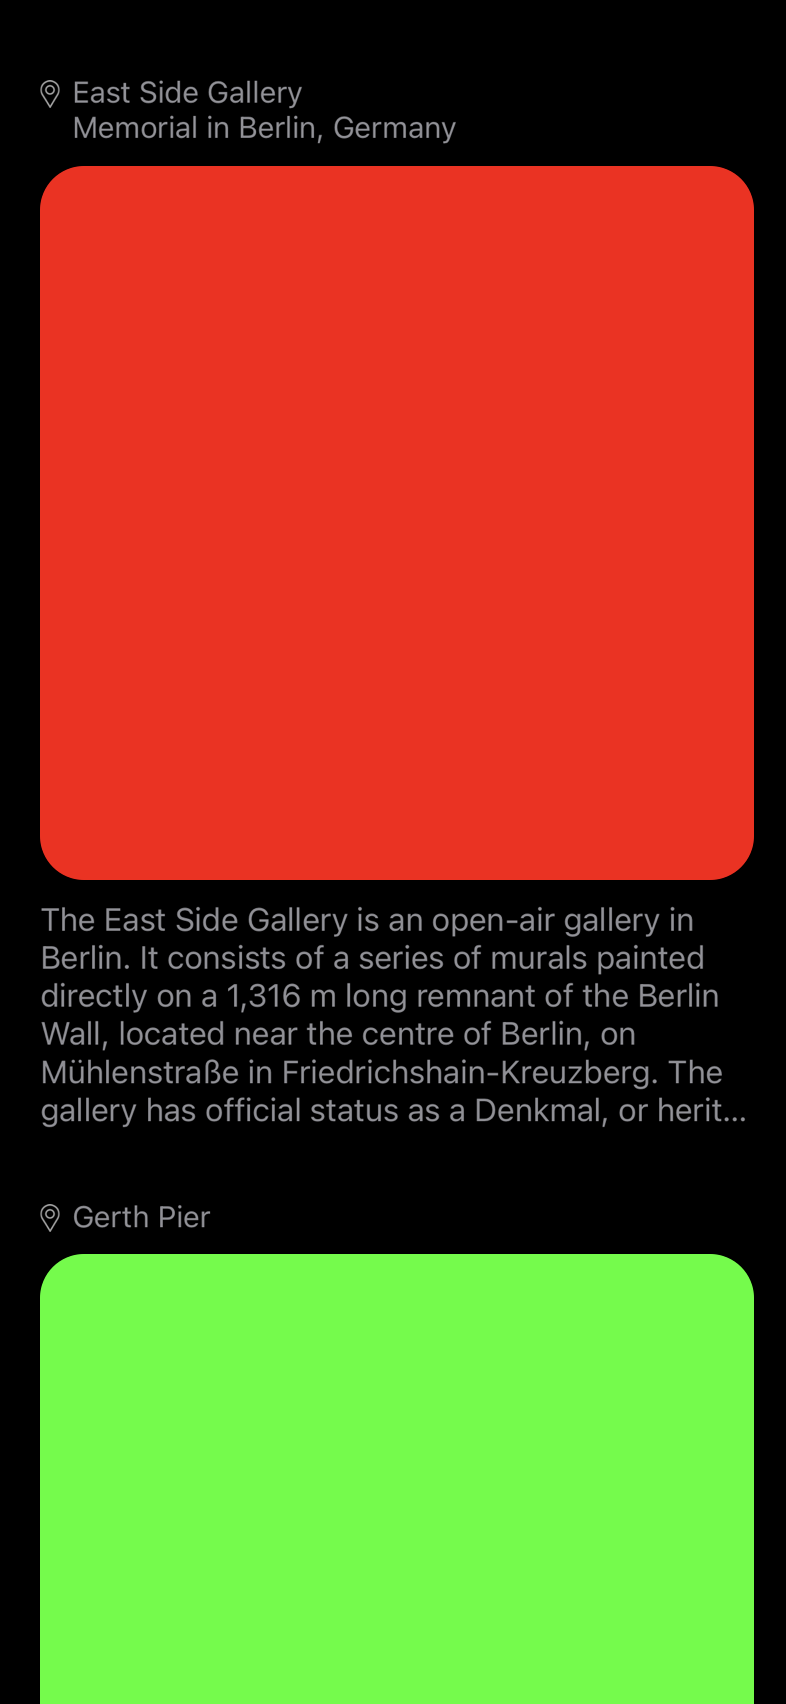 East Side Gallery
Memorial in Berlin, Germany
The East Side Gallery is an open-air gallery in
Berlin. It consists of a series of murals painted
directly on a 1,316 m long remnant of the Berlin
Wall, located near the centre of Berlin, on
Mühlenstraße in Friedrichshain-Kreuzberg. The
gallery has official status as a Denkmal, or herit...
Gerth Pier